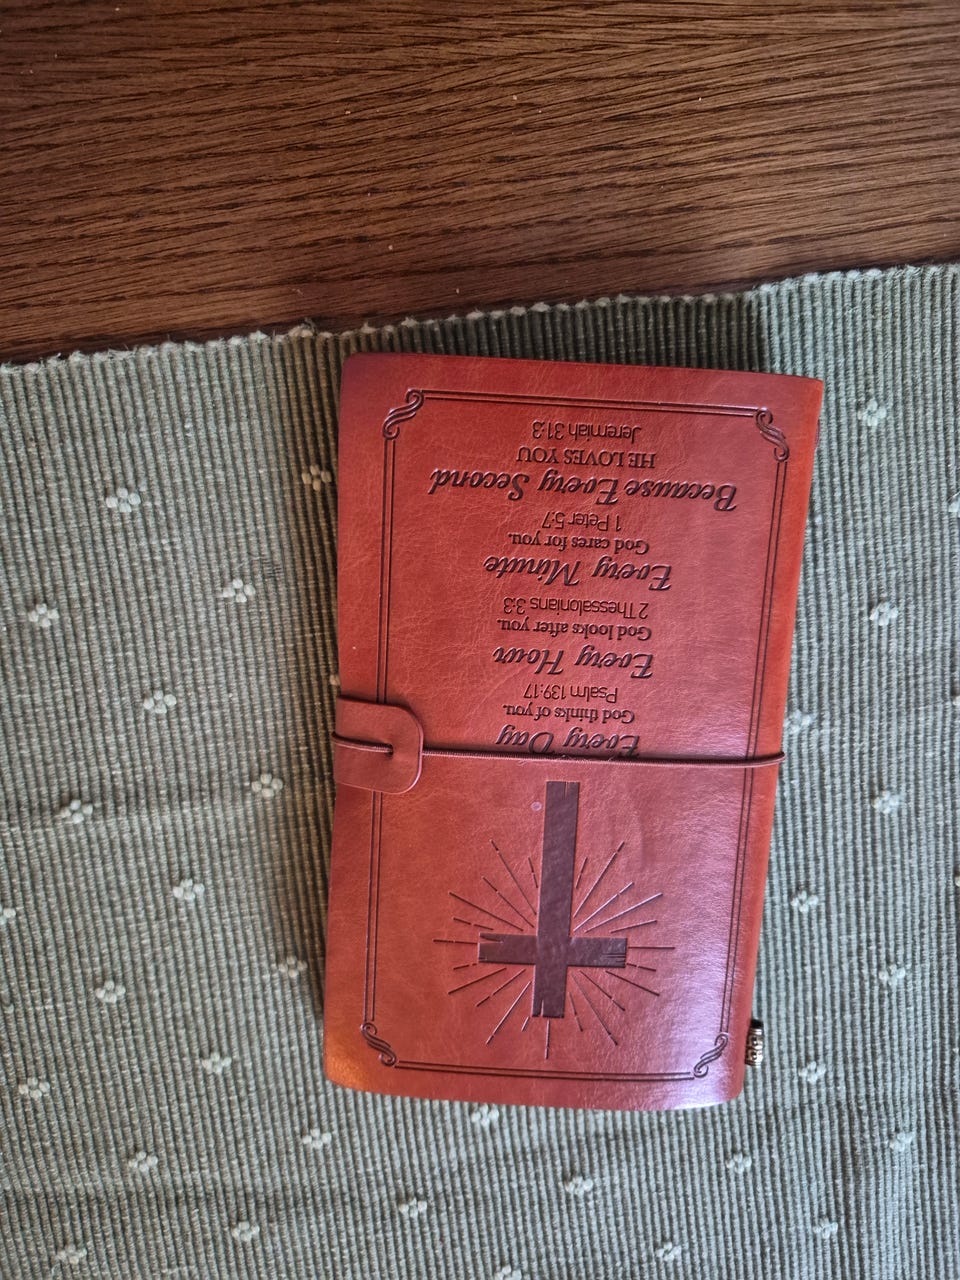 Every Day
God thinks of you.
Psalm 139:17
Every Hour
God looks after you.
2 Thessalonians 3:3
Every Minute
God cares for you.
1 Peter 5:7
Because Every Second
HE LOVES YOU
Jeremiah 31:3